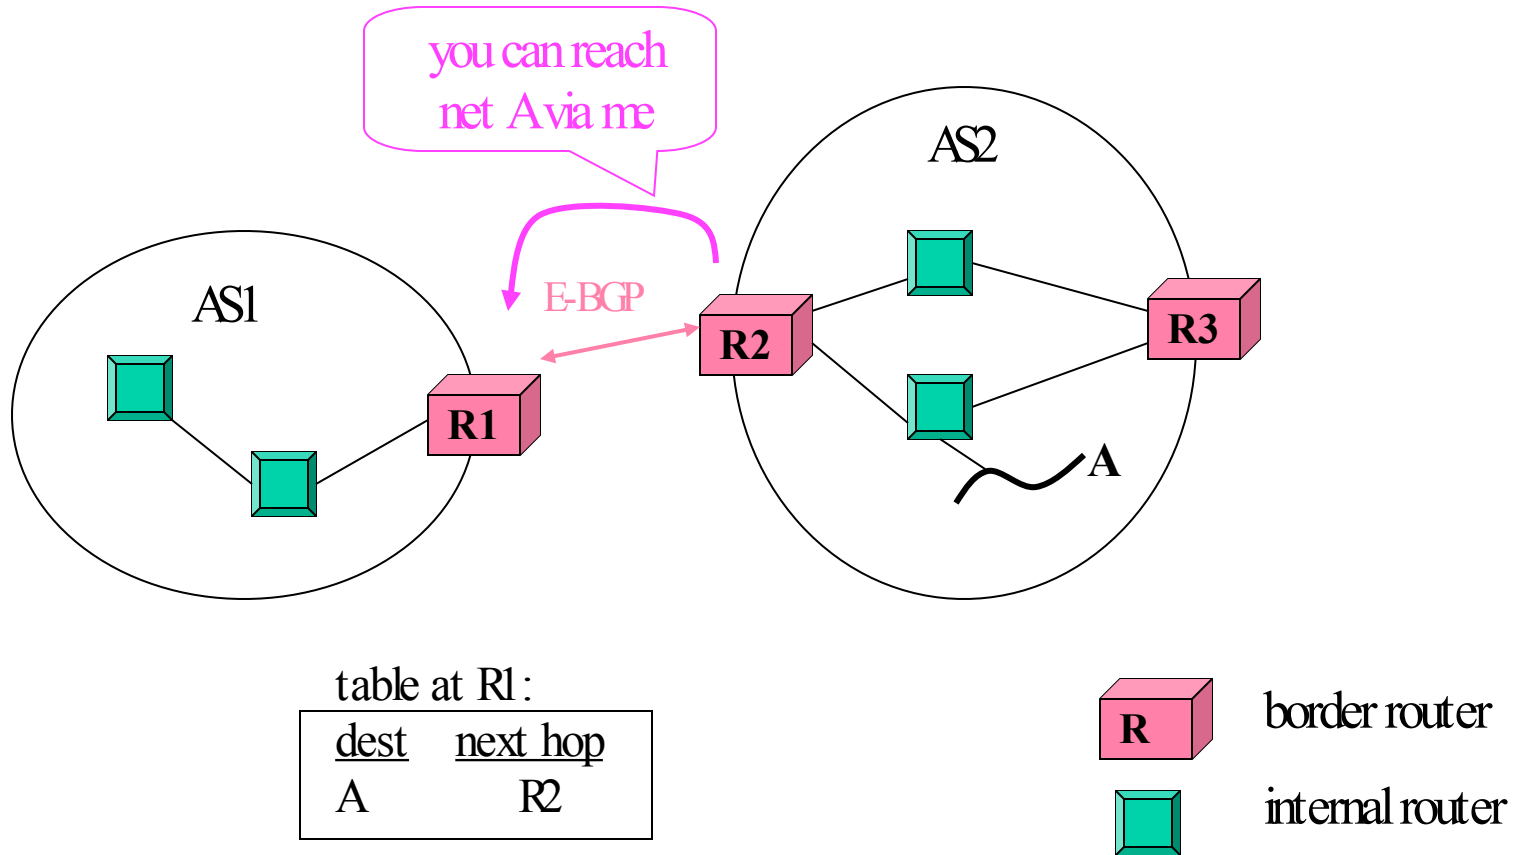 you can reach
net A via me
AS2
AS1
E-BGP
R2
R3
R1
A
table at R1:
dest next hop
A R2
R border router
internal router